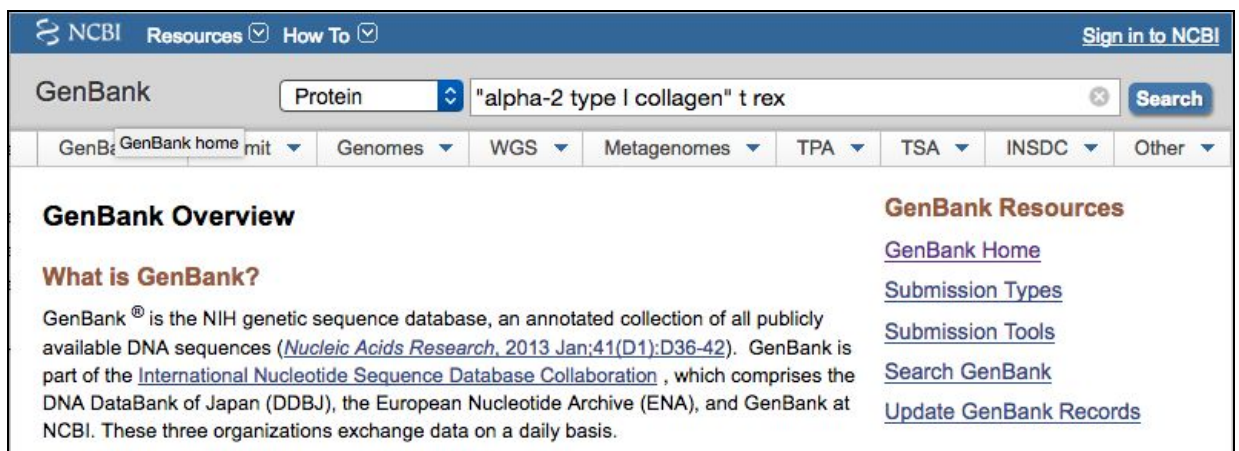 NCBI Resources How To Sign in to NCBI
GenBank Protein "alpha-2 type I collagen" t rex Search
GenBa GenBank home mit Genomes WGS Metagenomes TPA TSA INSDC Other
GenBank Overview
What is GenBank?
GenBank ® is the NIH genetic sequence database, an annotated collection of all publicly
available DNA sequences (Nucleic Acids Research, 2013 Jan;41(D1):D36-42). GenBank is
part of the International Nucleotide Sequence Database Collaboration , which comprises the
DNA DataBank of Japan (DDBJ), the European Nucleotide Archive (ENA), and GenBank at
NCBI. These three organizations exchange data on a daily basis.
GenBank Resources
GenBank Home
Submission Types
Submission Tools
Search GenBank
Update GenBank Records